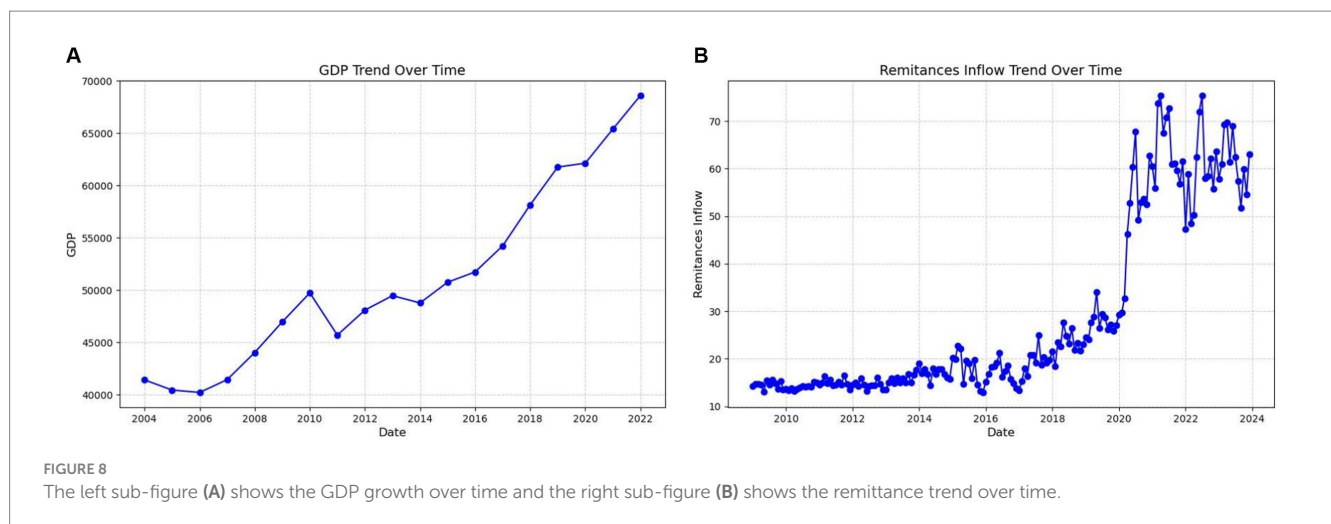 A
GDP Trend Over Time
70000
65000
60000
55000
50000
45000
40000
GDP
2004 2006 2008 2010 2012 2014 2016 2018 2020 2022
Date
B
Remitances Inflow Trend Over Time
70
60
50
40
30
20
10
Remitances Inflow
2010 2012 2014 2016 2018 2020 2022 2024
Date
FIGURE 8
The left sub-figure (A) shows the GDP growth over time and the right sub-figure (B) shows the remittance trend over time.